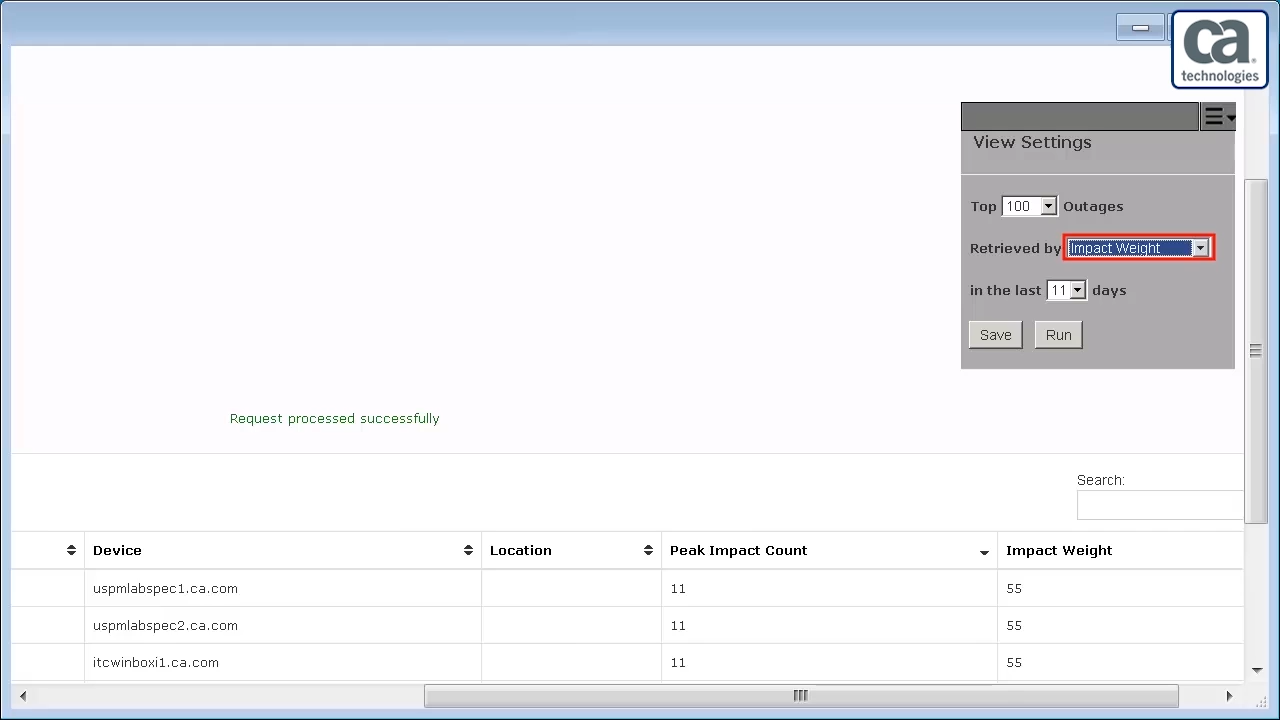 ca
technologies
View Settings
Top 100 Outages
Retrieved by Impact Weight
in the last 11 days
Save Run
Request processed successfully
Search:
Device Location Peak Impact Count Impact Weight
uspmlabspec1.ca.com 11 55
uspmlabspec2.ca.com 11 55
itcwinboxi1.ca.com 11 55